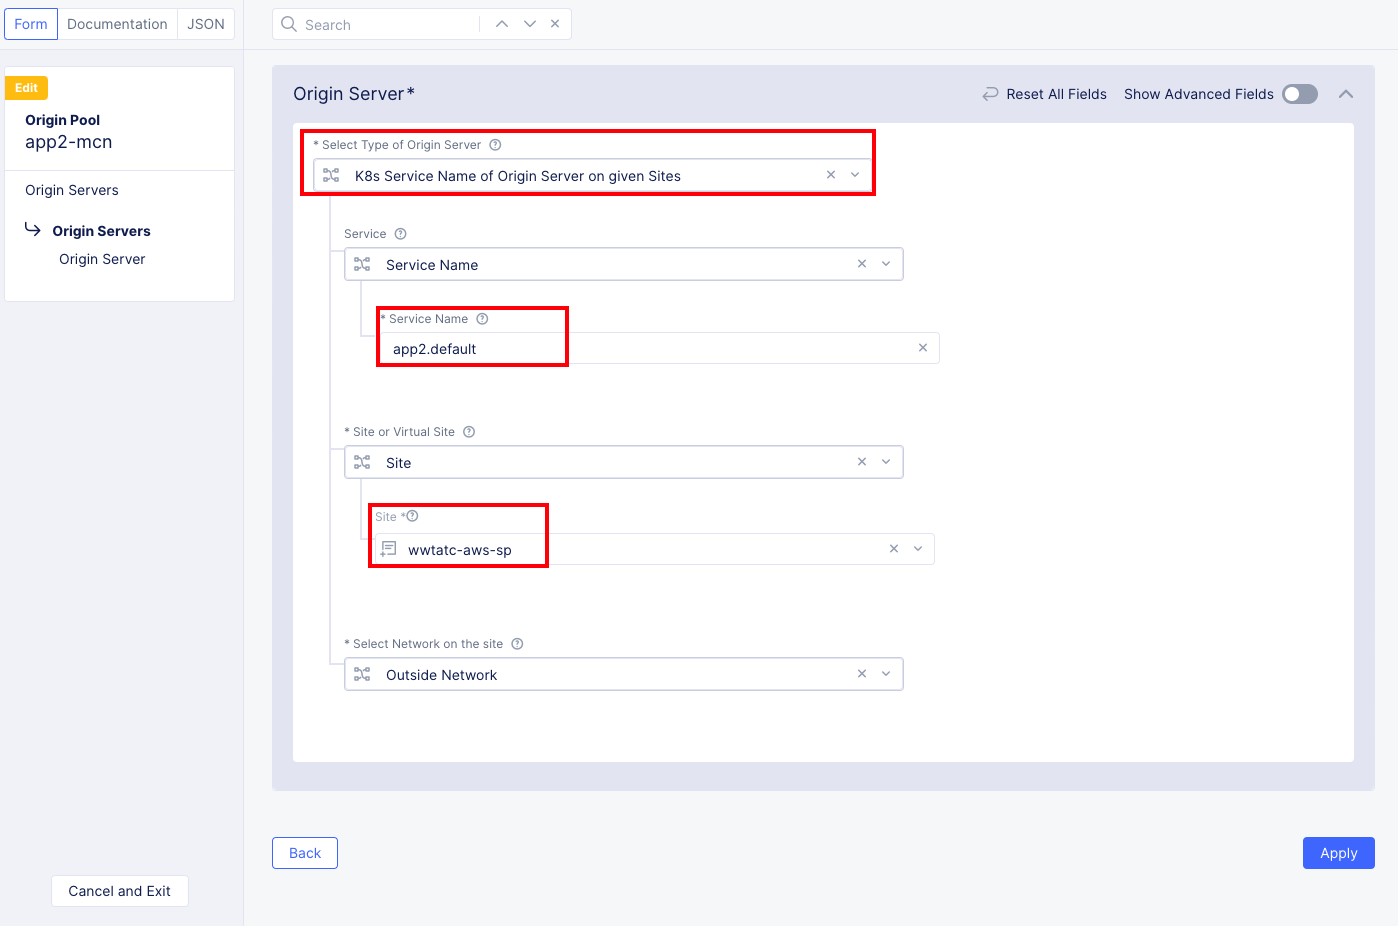 Form
Documentation
JSON
Search
Edit
Origin Pool
app2-mcn
Origin Servers
Origin Servers
Origin Server
Cancel and Exit
Origin Server*
Reset All Fields
Show Advanced Fields
* Select Type of Origin Server
K8s Service Name of Origin Server on given Sites
Service
Service Name
* Service Name
app2.default
* Site or Virtual Site
Site
Site *
wwtatc-aws-sp
* Select Network on the site
Outside Network
Back
Apply